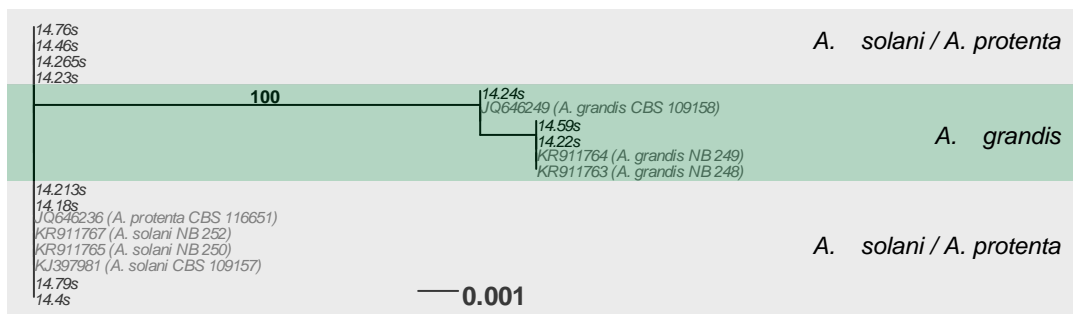 14.76s
14.46s
14.265s
14.23s
A. solani / A. protenta
100
14.24s
JQ646249 (A. grandis CBS 109158)
14.59s
14.22s
KR911764 (A. grandis NB 249)
KR911763 (A. grandis NB 248)
A. grandis
14.213s
14.18s
JQ646236 (A. protenta CBS 116651)
KR911767 (A. solani NB 252)
KR911765 (A. solani NB 250)
KJ397981 (A. solani CBS 109157)
14.79s
14.4s
A. solani / A. protenta
0.001